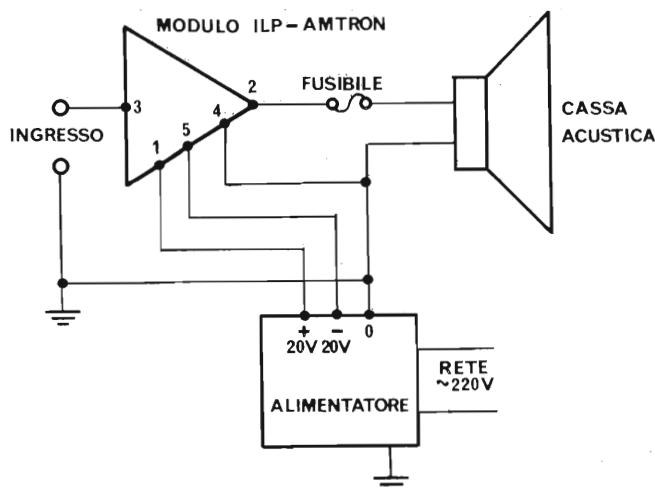 MODULO ILP-AMTRON
2
FUSIBILE
3
4
5
1
INGRESSO
CASSA
ACUSTICA
+ - 0
20V 20V
RETE
~220V
ALIMENTATORE